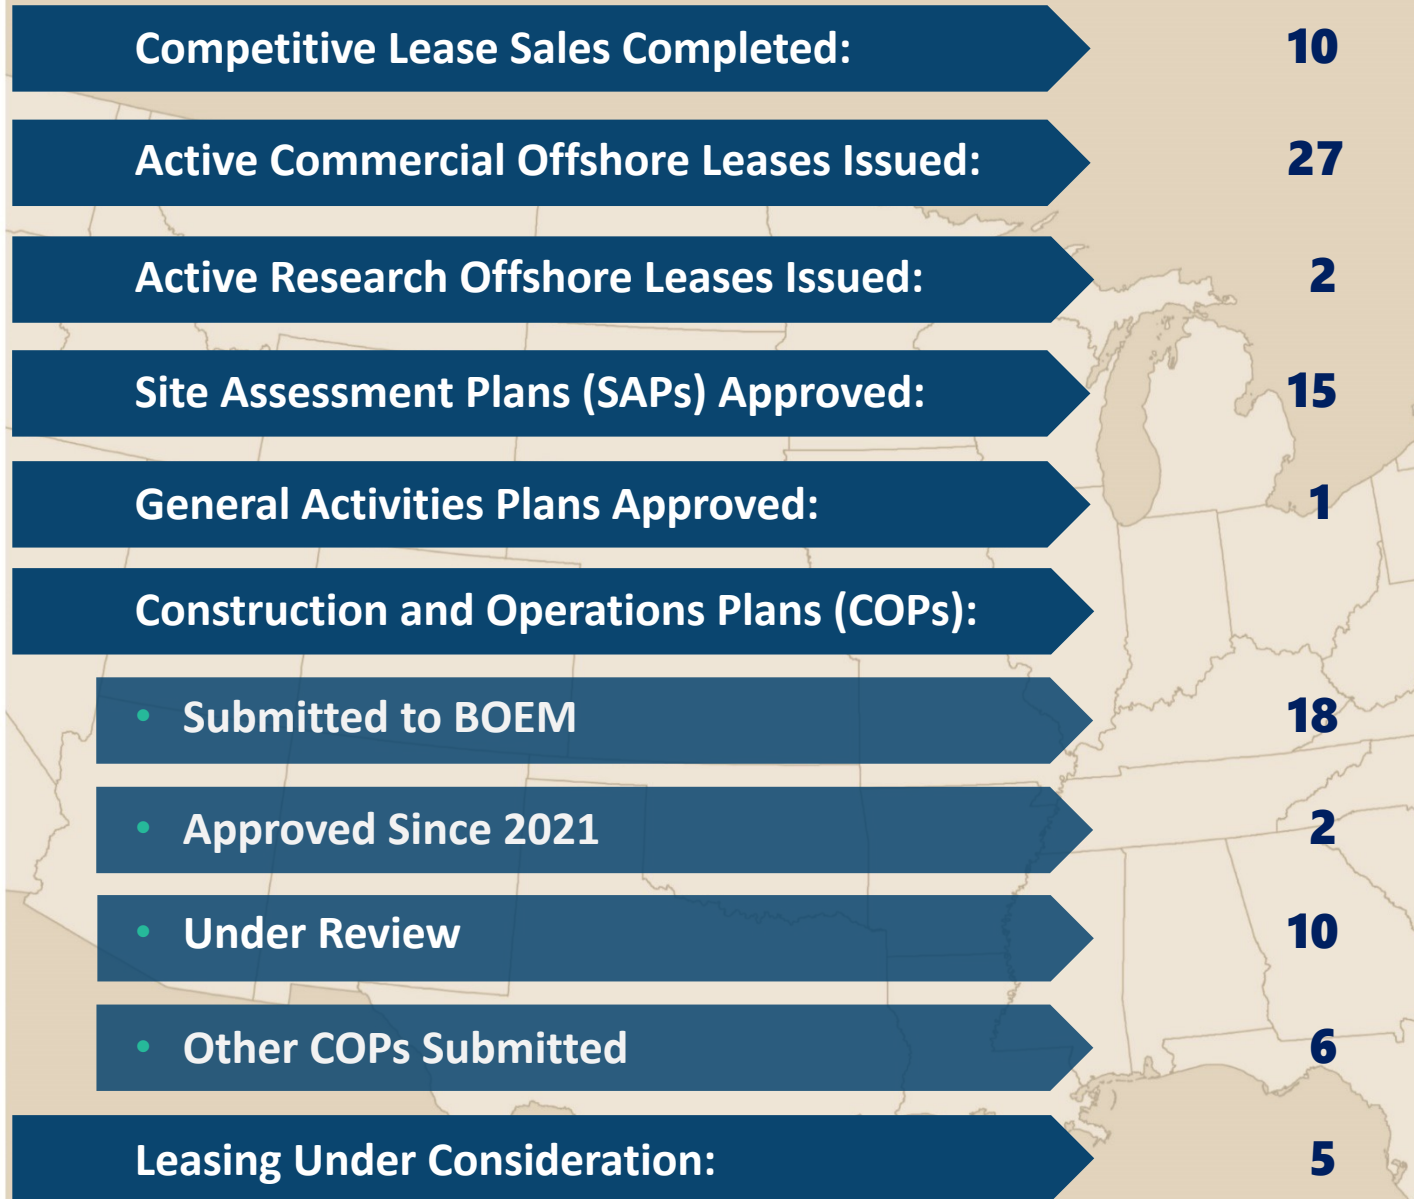 Competitive Lease Sales Completed: 10
Active Commercial Offshore Leases Issued: 27
Active Research Offshore Leases Issued: 2
Site Assessment Plans (SAPs) Approved: 15
General Activities Plans Approved: 1
Construction and Operations Plans (COPs):
• Submitted to BOEM 18
• Approved Since 2021 2
• Under Review 10
• Other COPs Submitted 6
Leasing Under Consideration: 5